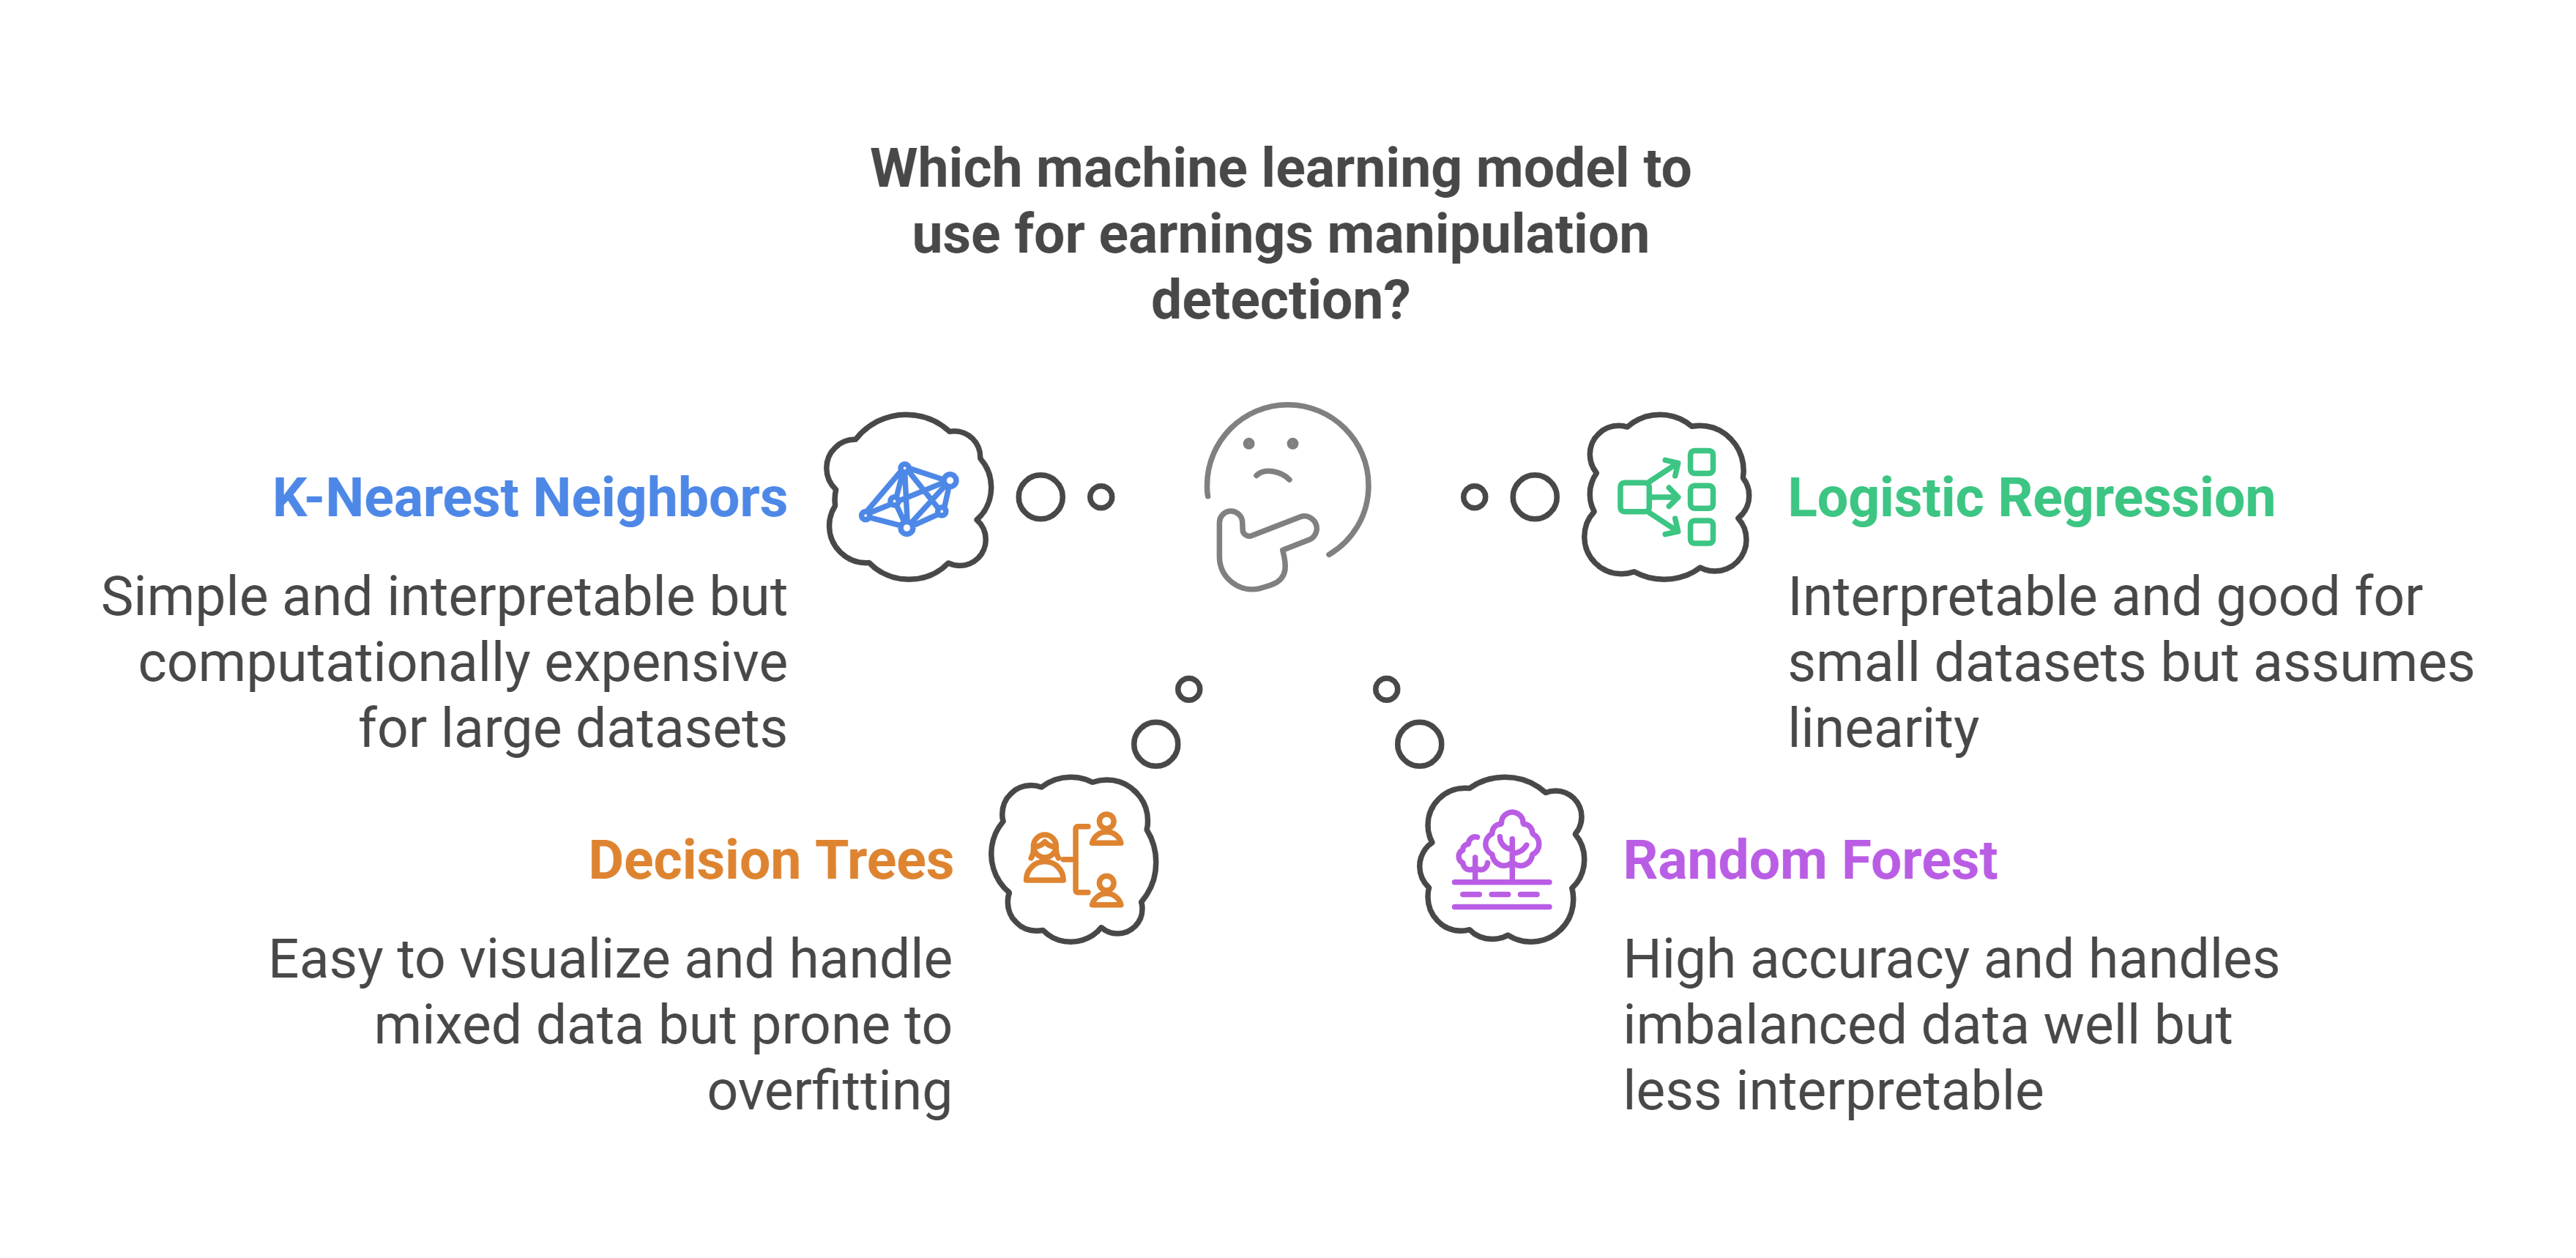 Which machine learning model to
use for earnings manipulation
detection?
K-Nearest Neighbors
Simple and interpretable but
computationally expensive
for large datasets
Logistic Regression
Interpretable and good for
small datasets but assumes
linearity
Decision Trees
Easy to visualize and handle
mixed data but prone to
overfitting
Random Forest
High accuracy and handles
imbalanced data well but
less interpretable